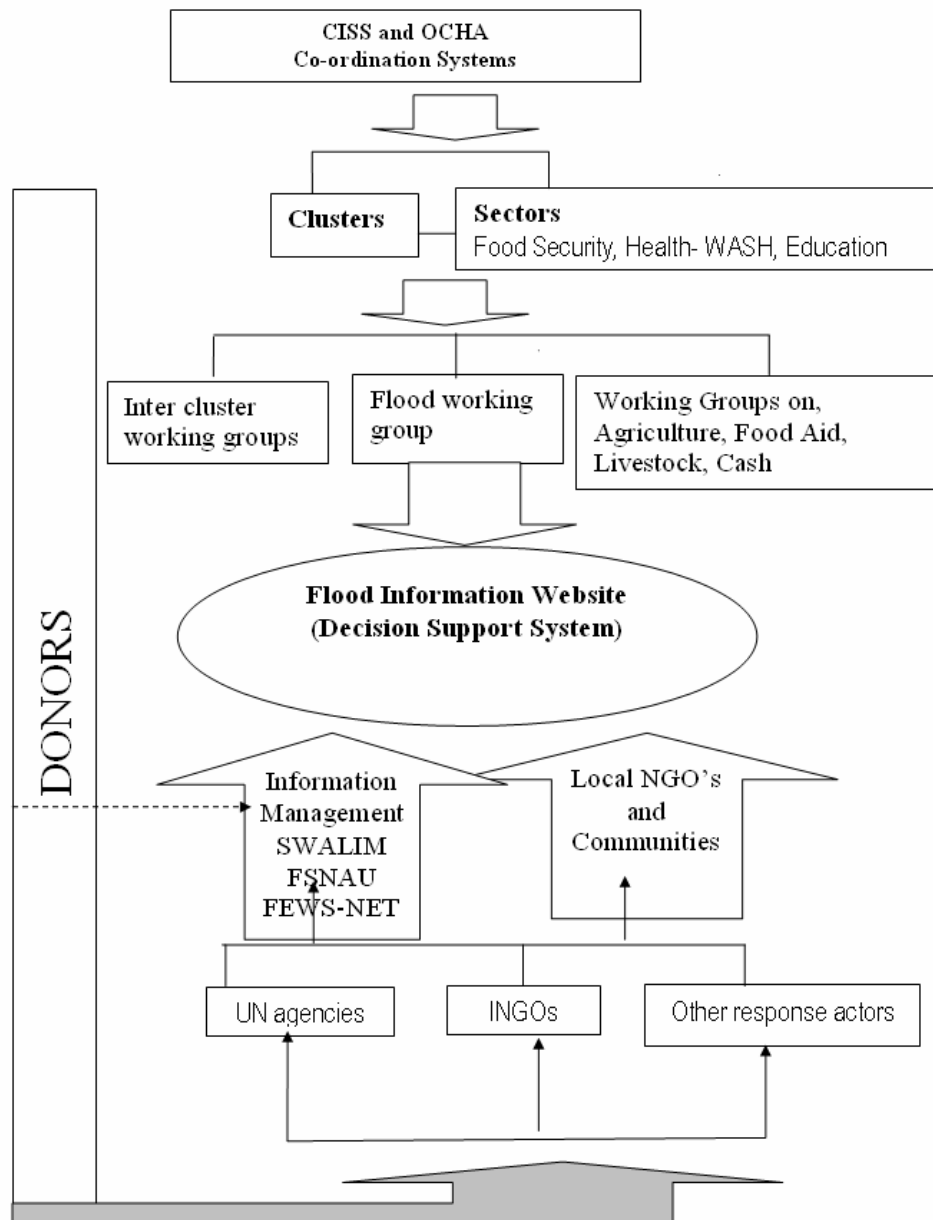 CISS and OCHA
Co-ordination Systems
Clusters
Sectors
Food Security, Health- WASH, Education
Inter cluster
working groups
Flood working
group
Working Groups on,
Agriculture, Food Aid,
Livestock, Cash
Flood Information Website
(Decision Support System)
DONORS
Information
Management
SWALIM
FSNAU
FEWS-NET
Local NGO's
and
Communities
UN agencies
INGOs
Other response actors